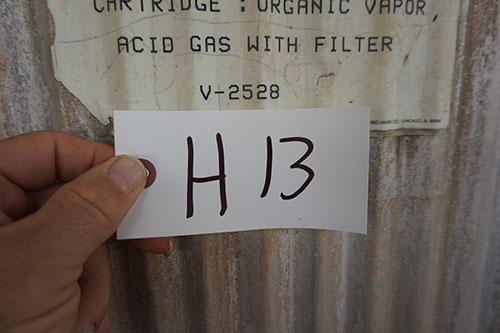 CARTRIDGE : ORGANIC VAPOR,
ACID GAS WITH FILTER
V-2528
H 13